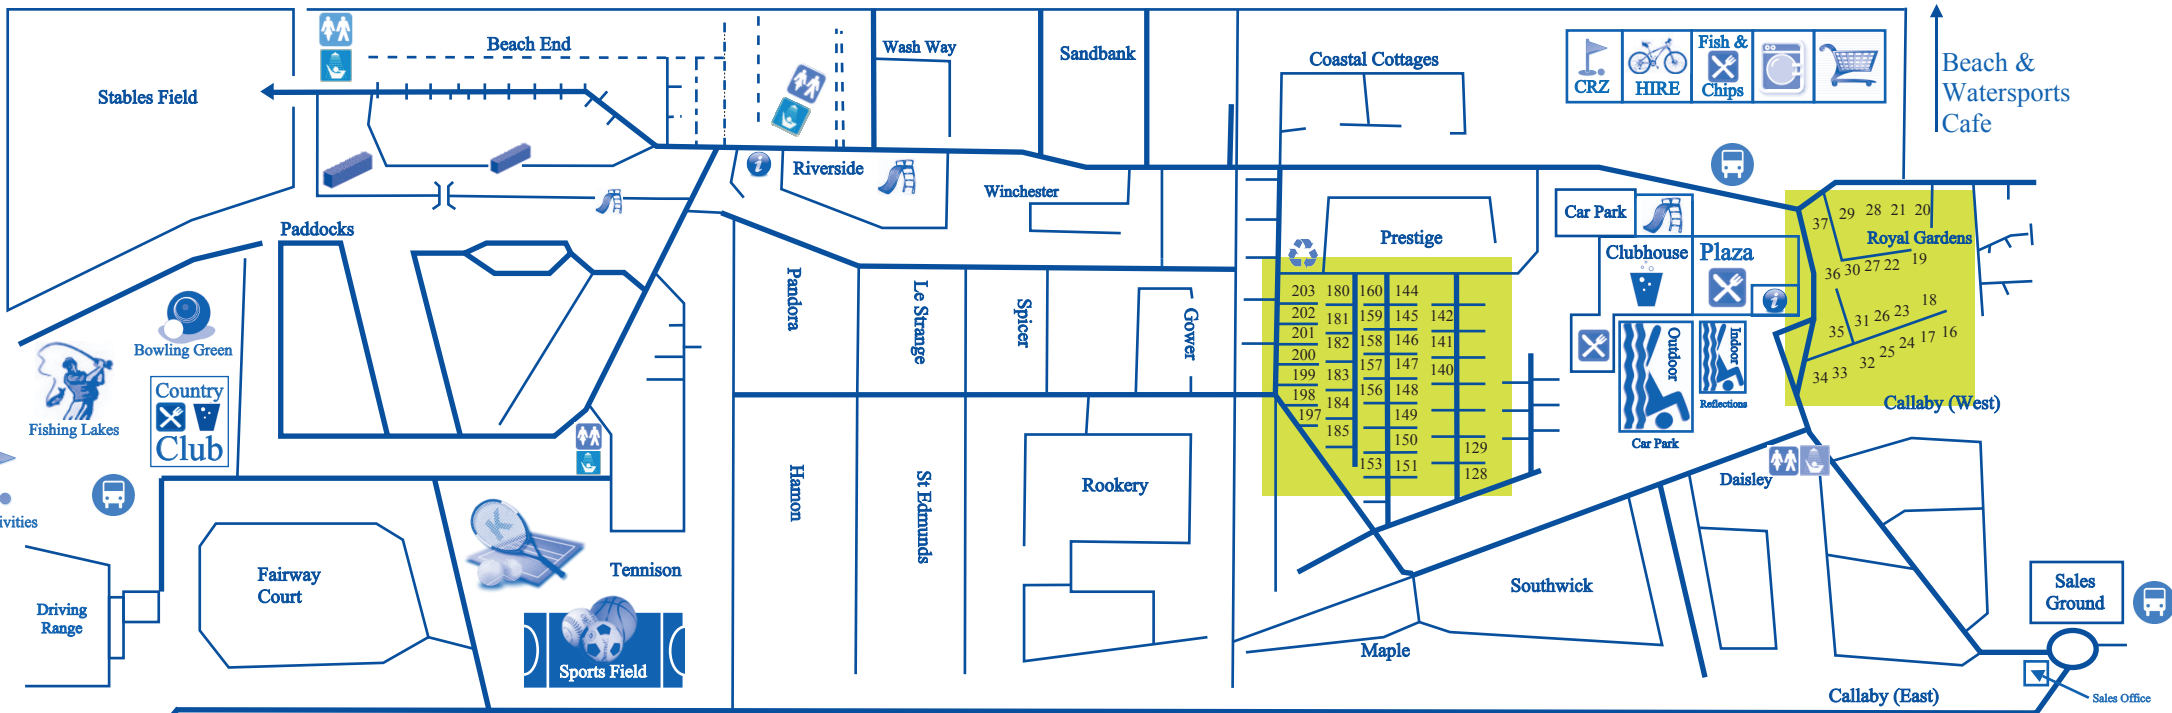 Beach End
Wash Way
Sandbank
Coastal Cottages
CRZ
HIRE
Fish &
Chips
Beach &
Watersports
Cafe
Stables Field
i
Riverside
Winchester
Car Park
Prestige
Clubhouse
Plaza
i
37
29
28
21
20
Royal Gardens
36
30
27
22
19
18
35
31
26
23
34
33
32
25
24
17
16
Callaby (West)
Paddocks
Pandora
Le Strange
Spicer
Gower
203
180
160
144
202
181
159
145
142
201
182
158
146
141
200
157
147
140
199
183
156
148
198
184
149
197
185
150
129
153
151
128
Outdoor
Indoor
Reflections
Car Park
Bowling Green
Country
Club
Fishing Lakes
ivities
Hamon
St Edmunds
Rookery
Daisley
Fairway
Court
Tennison
Southwick
Driving
Range
Sports Field
Maple
Sales
Ground
Callaby (East)
Sales Office